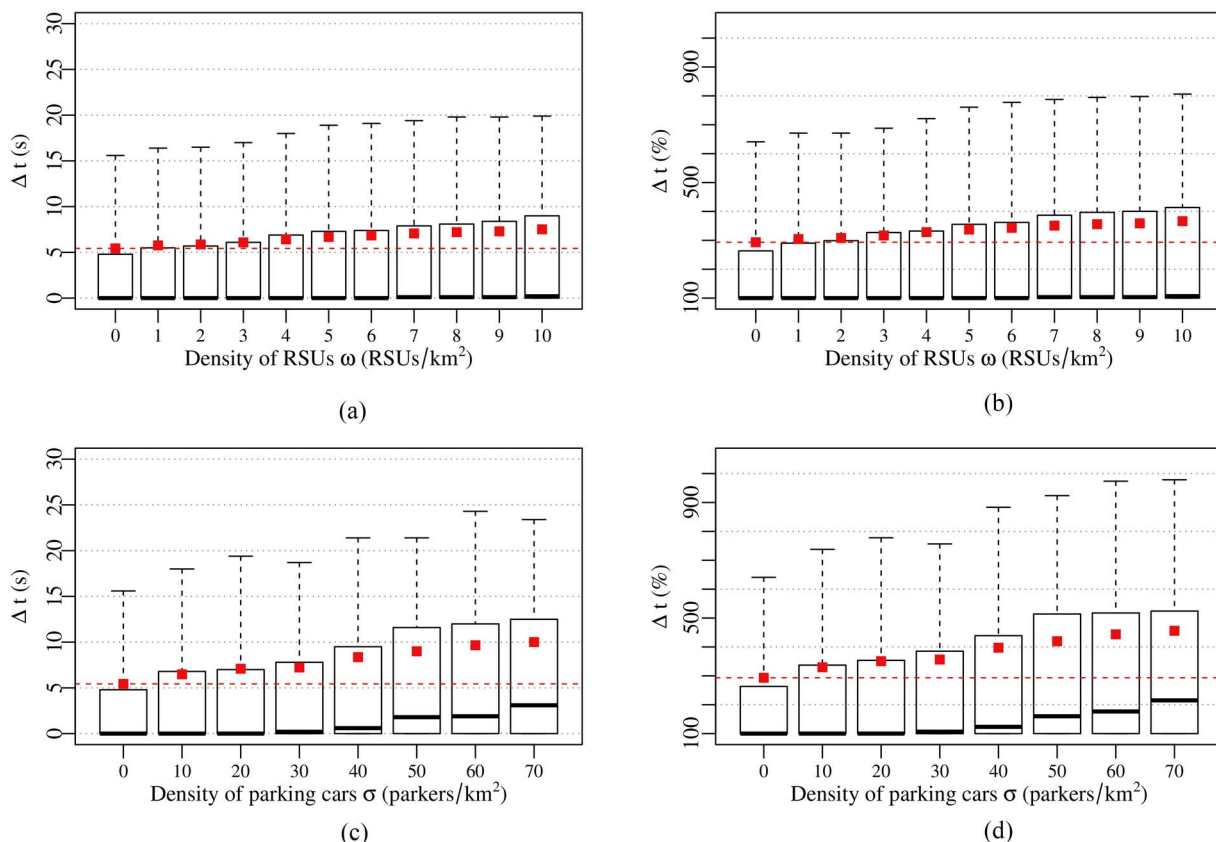 30
25
20
15
10
5
0
Δ t (s)
0 1 2 3 4 5 6 7 8 9 10
Density of RSUs ω (RSUs/km²)
(a)
900
500
100
Δ t (%)
0 1 2 3 4 5 6 7 8 9 10
Density of RSUs ω (RSUs/km²)
(b)
30
25
20
15
10
5
0
Δ t (s)
0 10 20 30 40 50 60 70
Density of parking cars σ (parkers/km²)
(c)
900
500
100
Δ t (%)
0 10 20 30 40 50 60 70
Density of parking cars σ (parkers/km²)
(d)